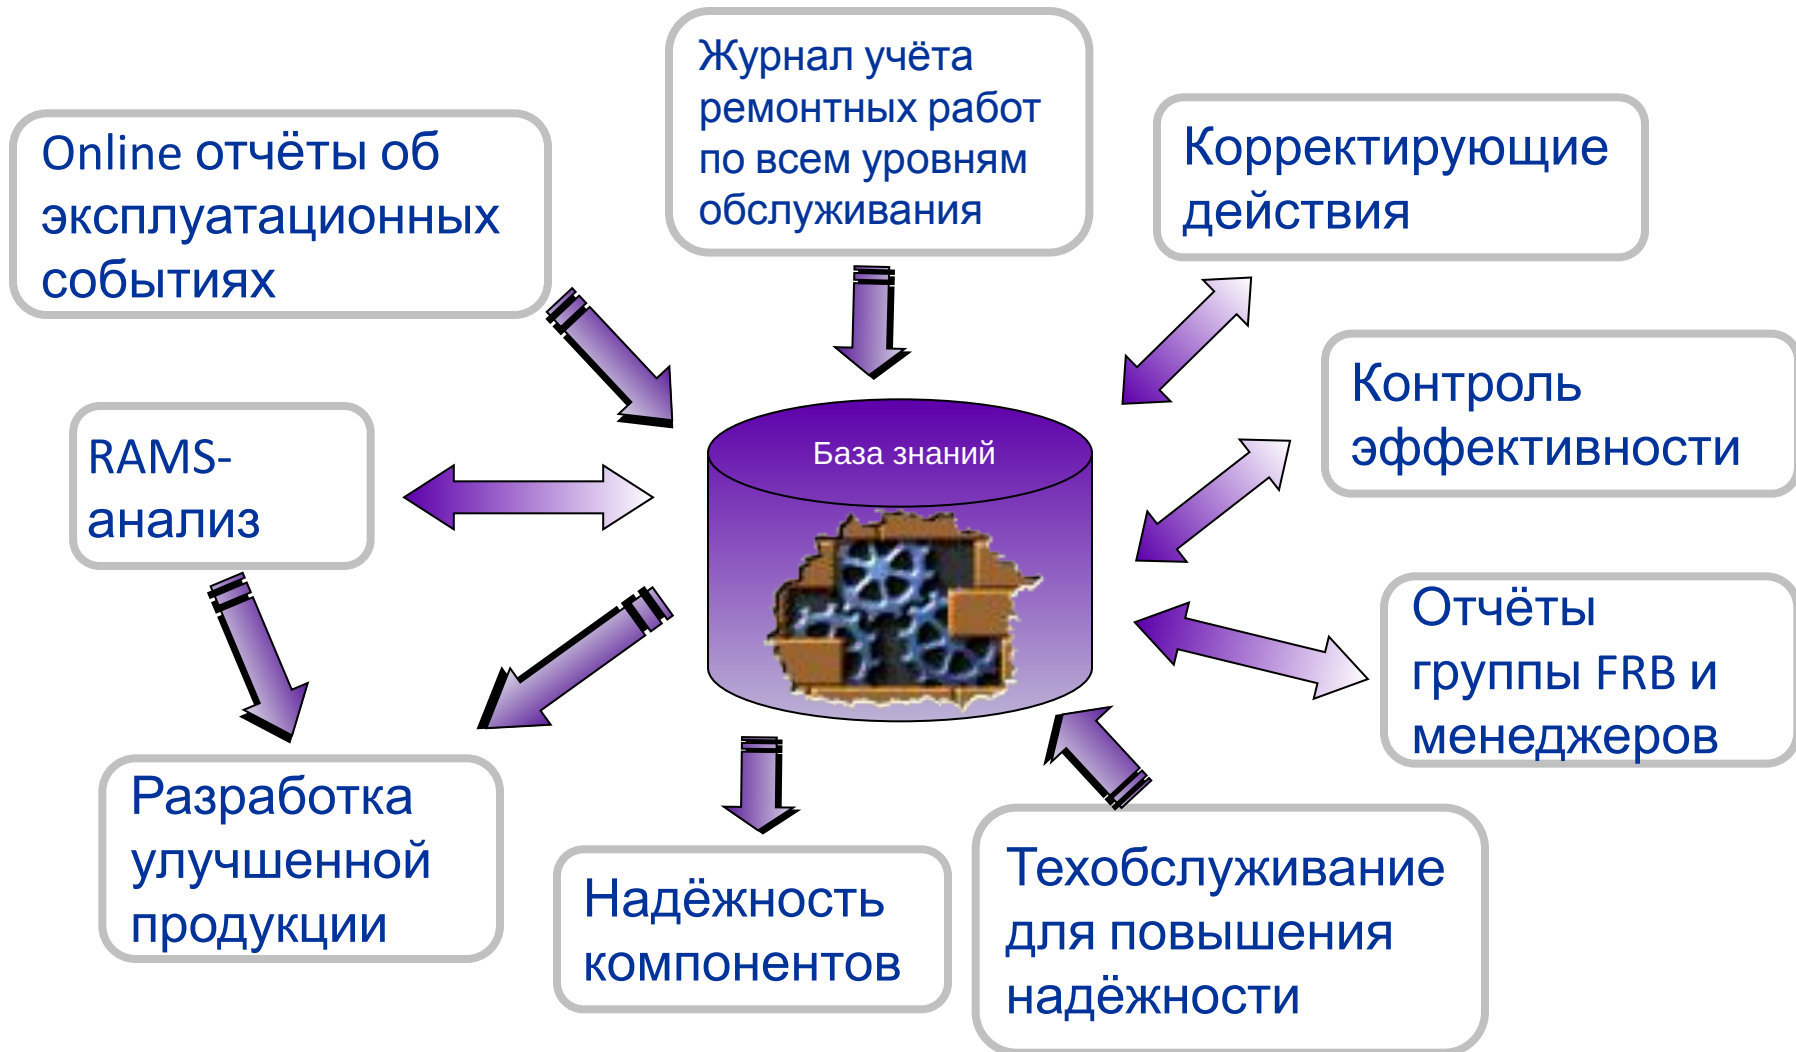 Журнал учёта
ремонтных работ
по всем уровням
обслуживания
Online отчёты об
эксплуатационных
событиях
Корректирующие
действия
Контроль
эффективности
RAMS-
анализ
База знаний
Отчёты
группы FRB и
менеджеров
Разработка
улучшенной
продукции
Надёжность
компонентов
Техобслуживание
для повышения
надёжности